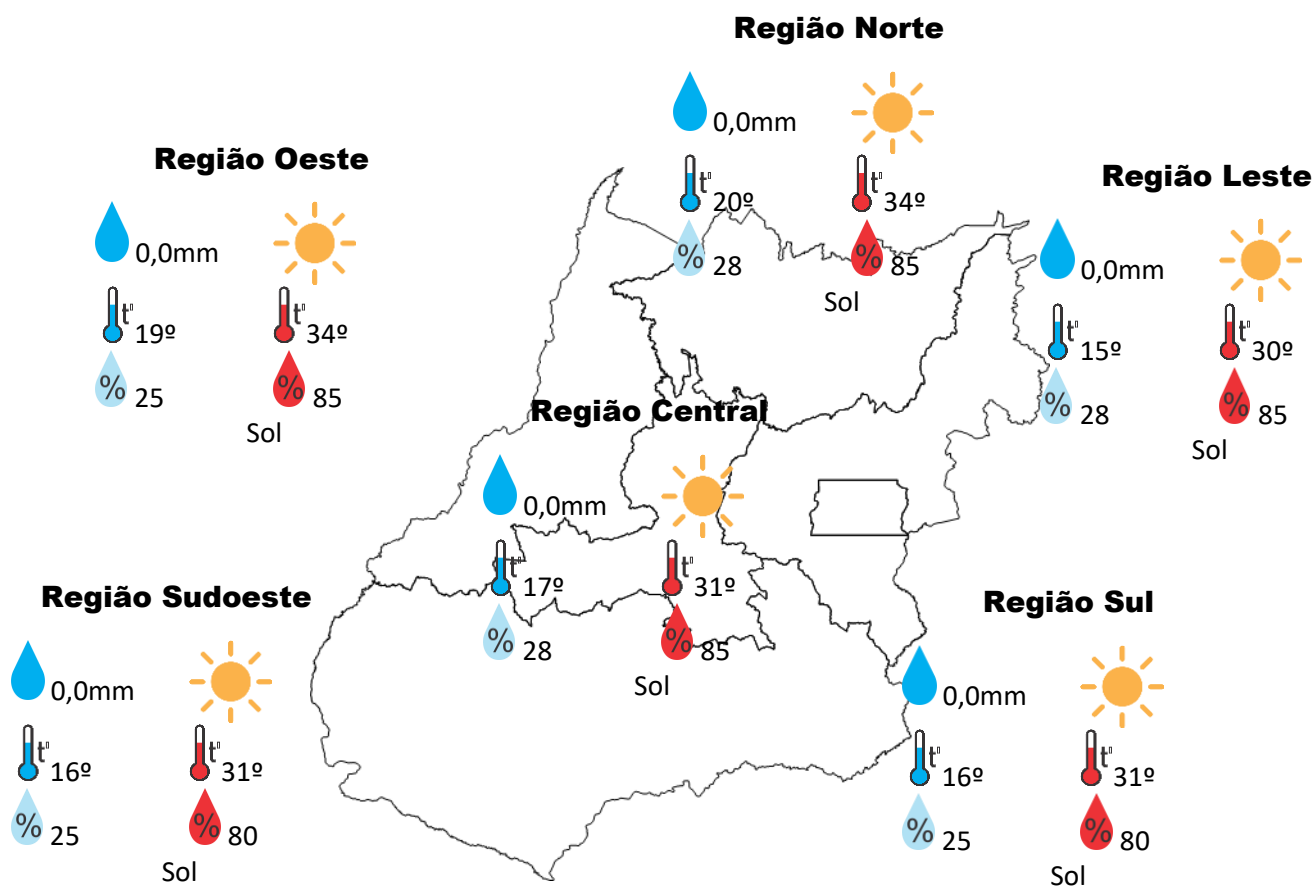 Região Norte
0,0mm
t°
20º
t°
34º
% 28
% 85
Sol
Região Oeste
0,0mm
t°
19º
t°
34º
% 25
% 85
Sol
Região Leste
0,0mm
t°
15º
t°
30º
% 28
% 85
Sol
Região Central
0,0mm
t°
17º
t°
31º
% 28
% 85
Sol
Região Sudoeste
0,0mm
t°
16º
t°
31º
% 25
% 80
Sol
Região Sul
0,0mm
t°
16º
t°
31º
% 25
% 80
Sol